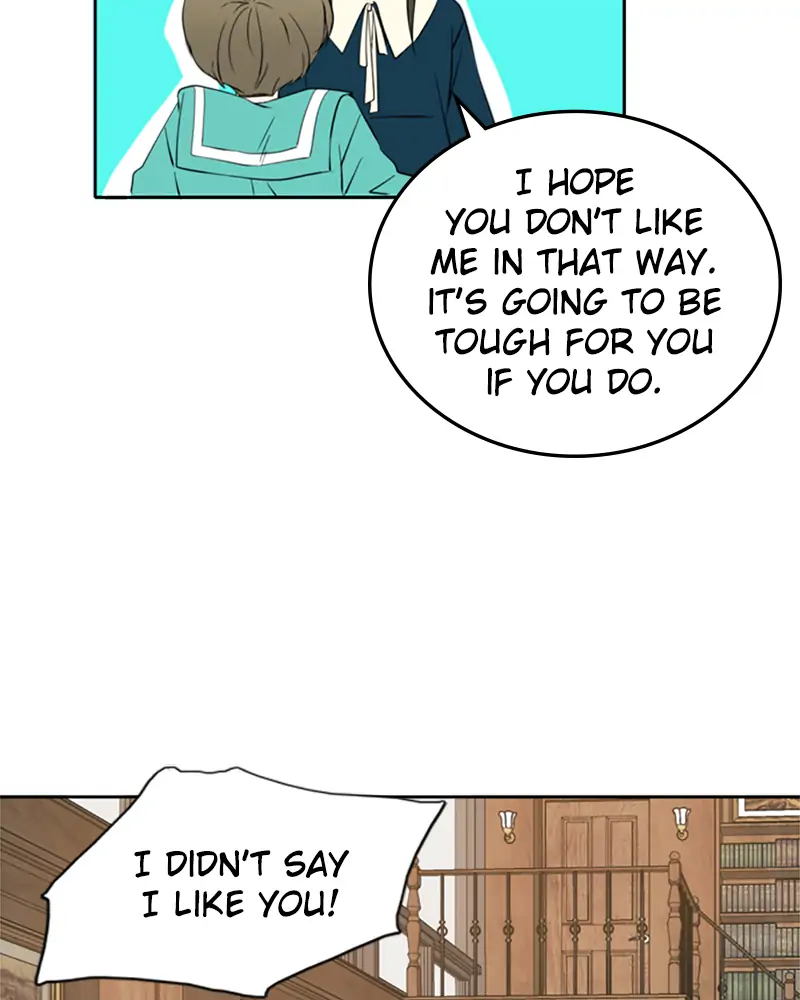 I HOPE
YOU DON'T LIKE
ME IN THAT WAY.
IT'S GOING TO BE
TOUGH FOR YOU
IF YOU DO.
I DIDN'T SAY
I LIKE YOU!